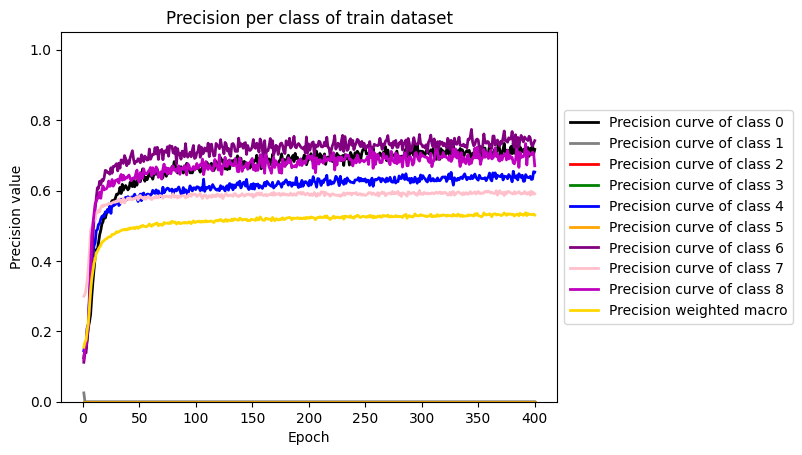 Precision per class of train dataset
Precision value
1.0
0.8
0.6
0.4
0.2
0.0
0
50
100
150
200
250
300
350
400
Epoch
Precision curve of class 0
Precision curve of class 1
Precision curve of class 2
Precision curve of class 3
Precision curve of class 4
Precision curve of class 5
Precision curve of class 6
Precision curve of class 7
Precision curve of class 8
Precision weighted macro